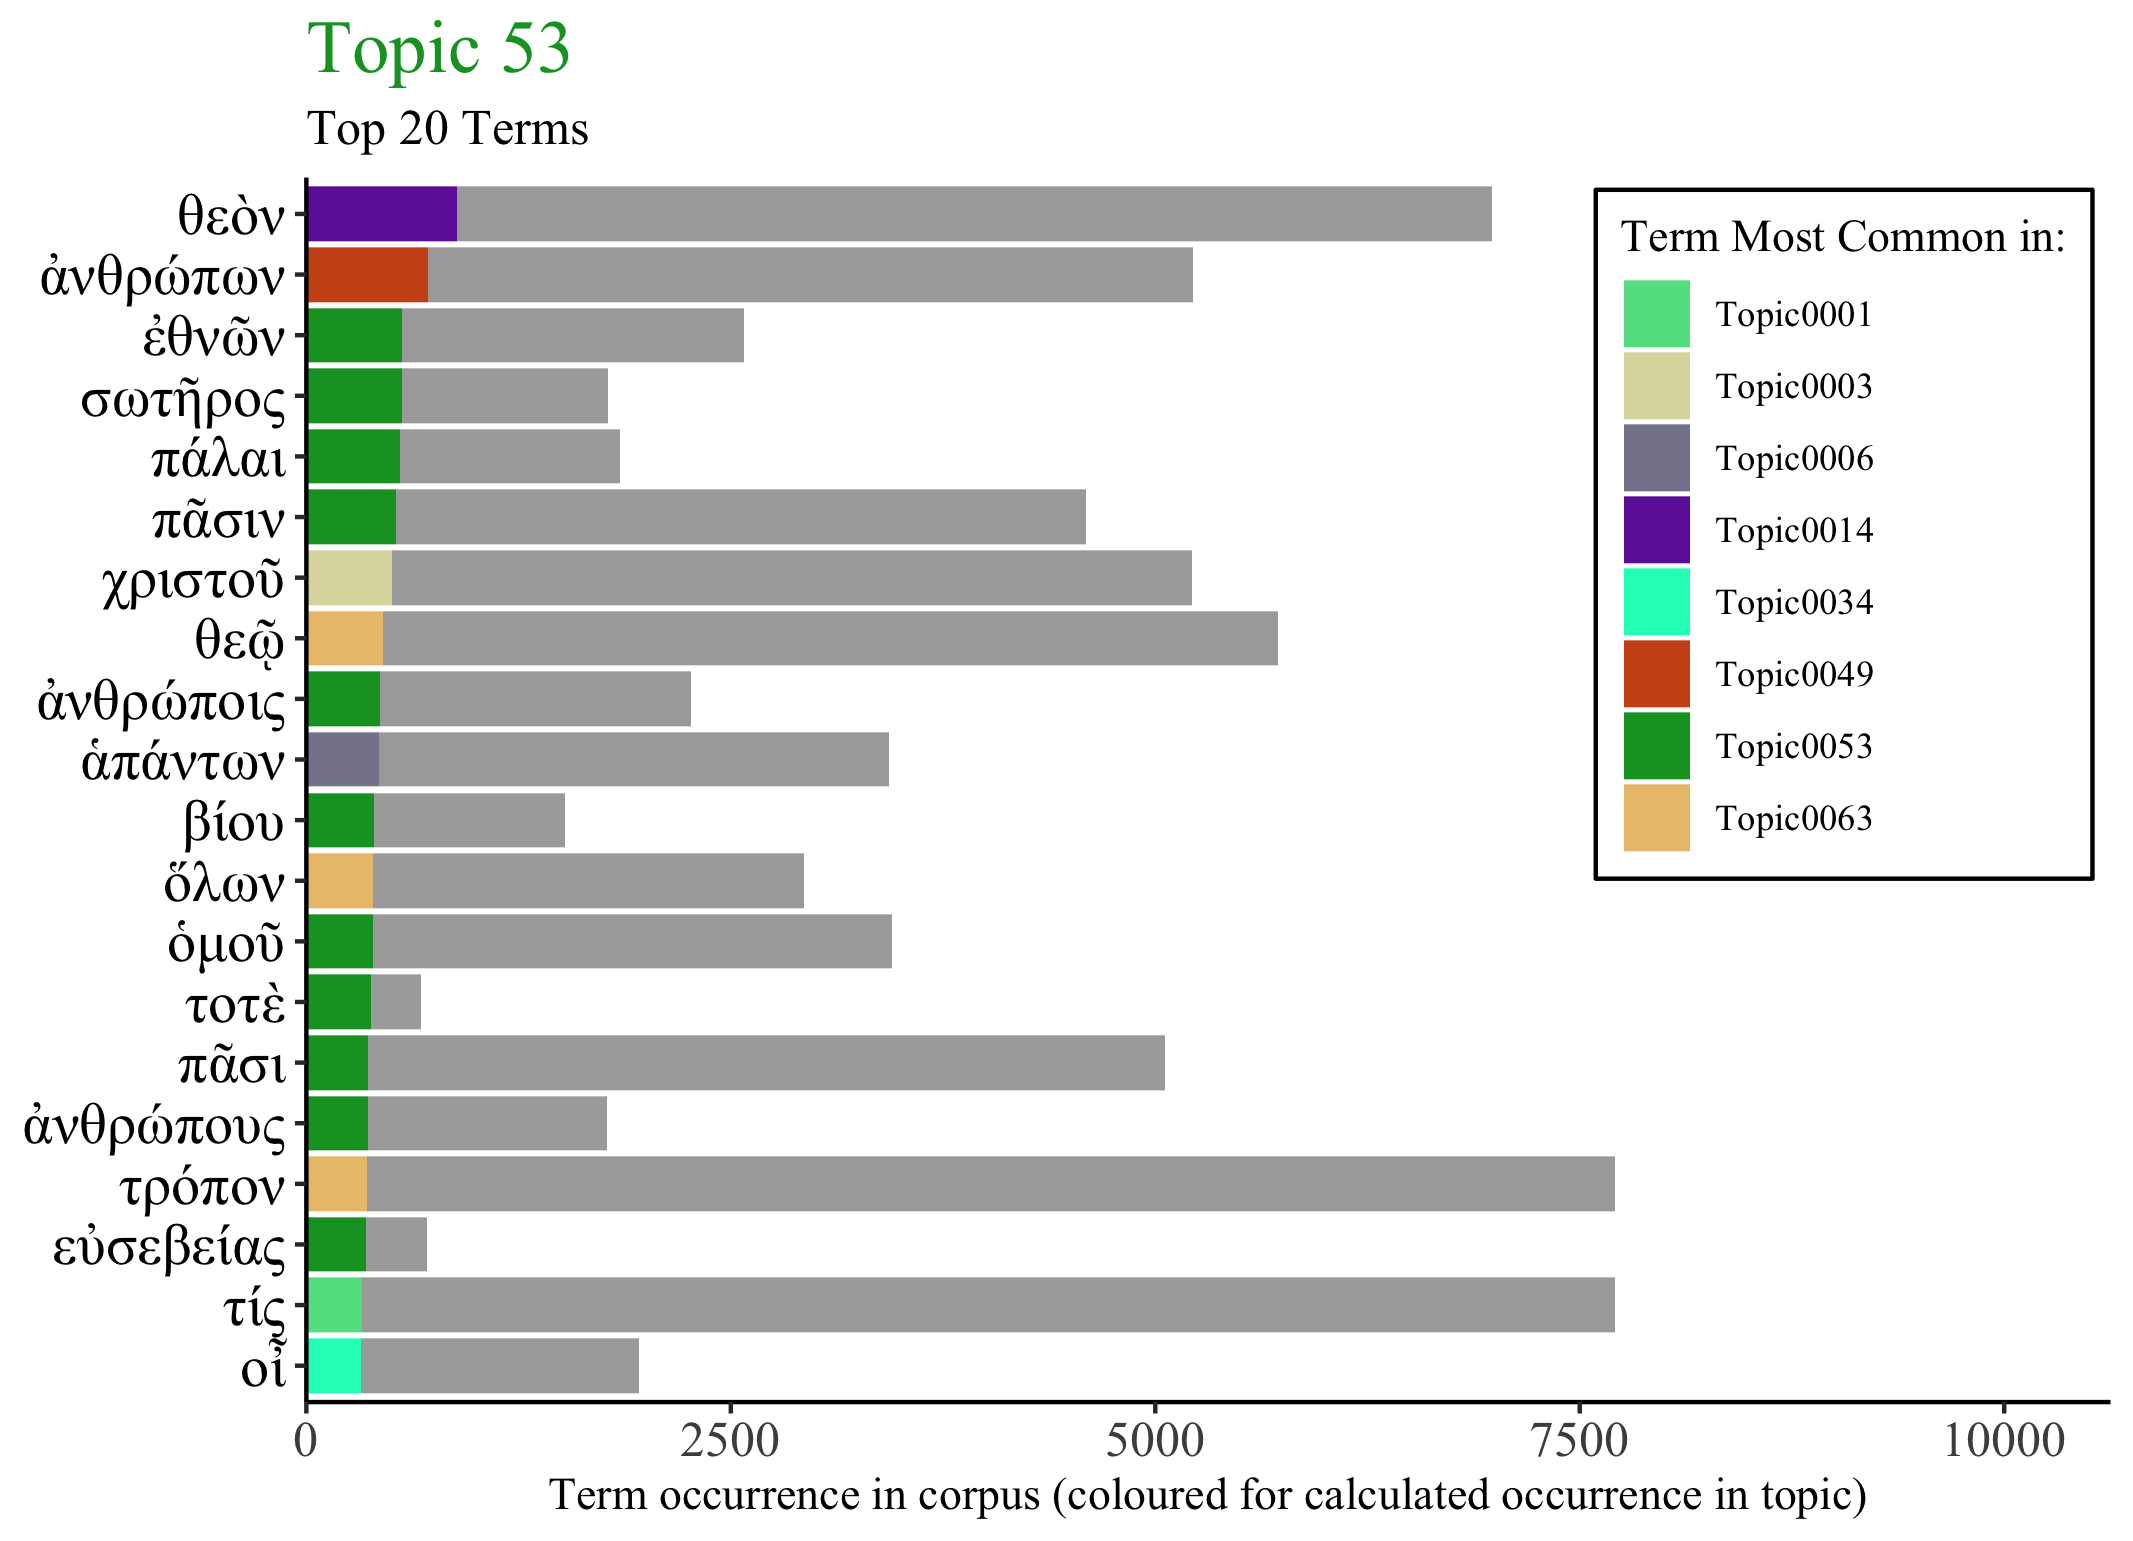 Topic 53
Top 20 Terms
θεὸν
ἀνθρώπων
ἐθνῶν
σωτῆρος
πάλαι
πᾶσιν
χριστοῦ
θεῷ
ἀνθρώποις
ἁπάντων
βίου
ὅλων
ὁμοῦ
τοτὲ
πᾶσι
ἀνθρώπους
τρόπον
εὐσεβείας
τίς
οἷ
0
2500
5000
7500
10000
Term occurrence in corpus (coloured for calculated occurrence in topic)
Term Most Common in:
Topic0001
Topic0003
Topic0006
Topic0014
Topic0034
Topic0049
Topic0053
Topic0063